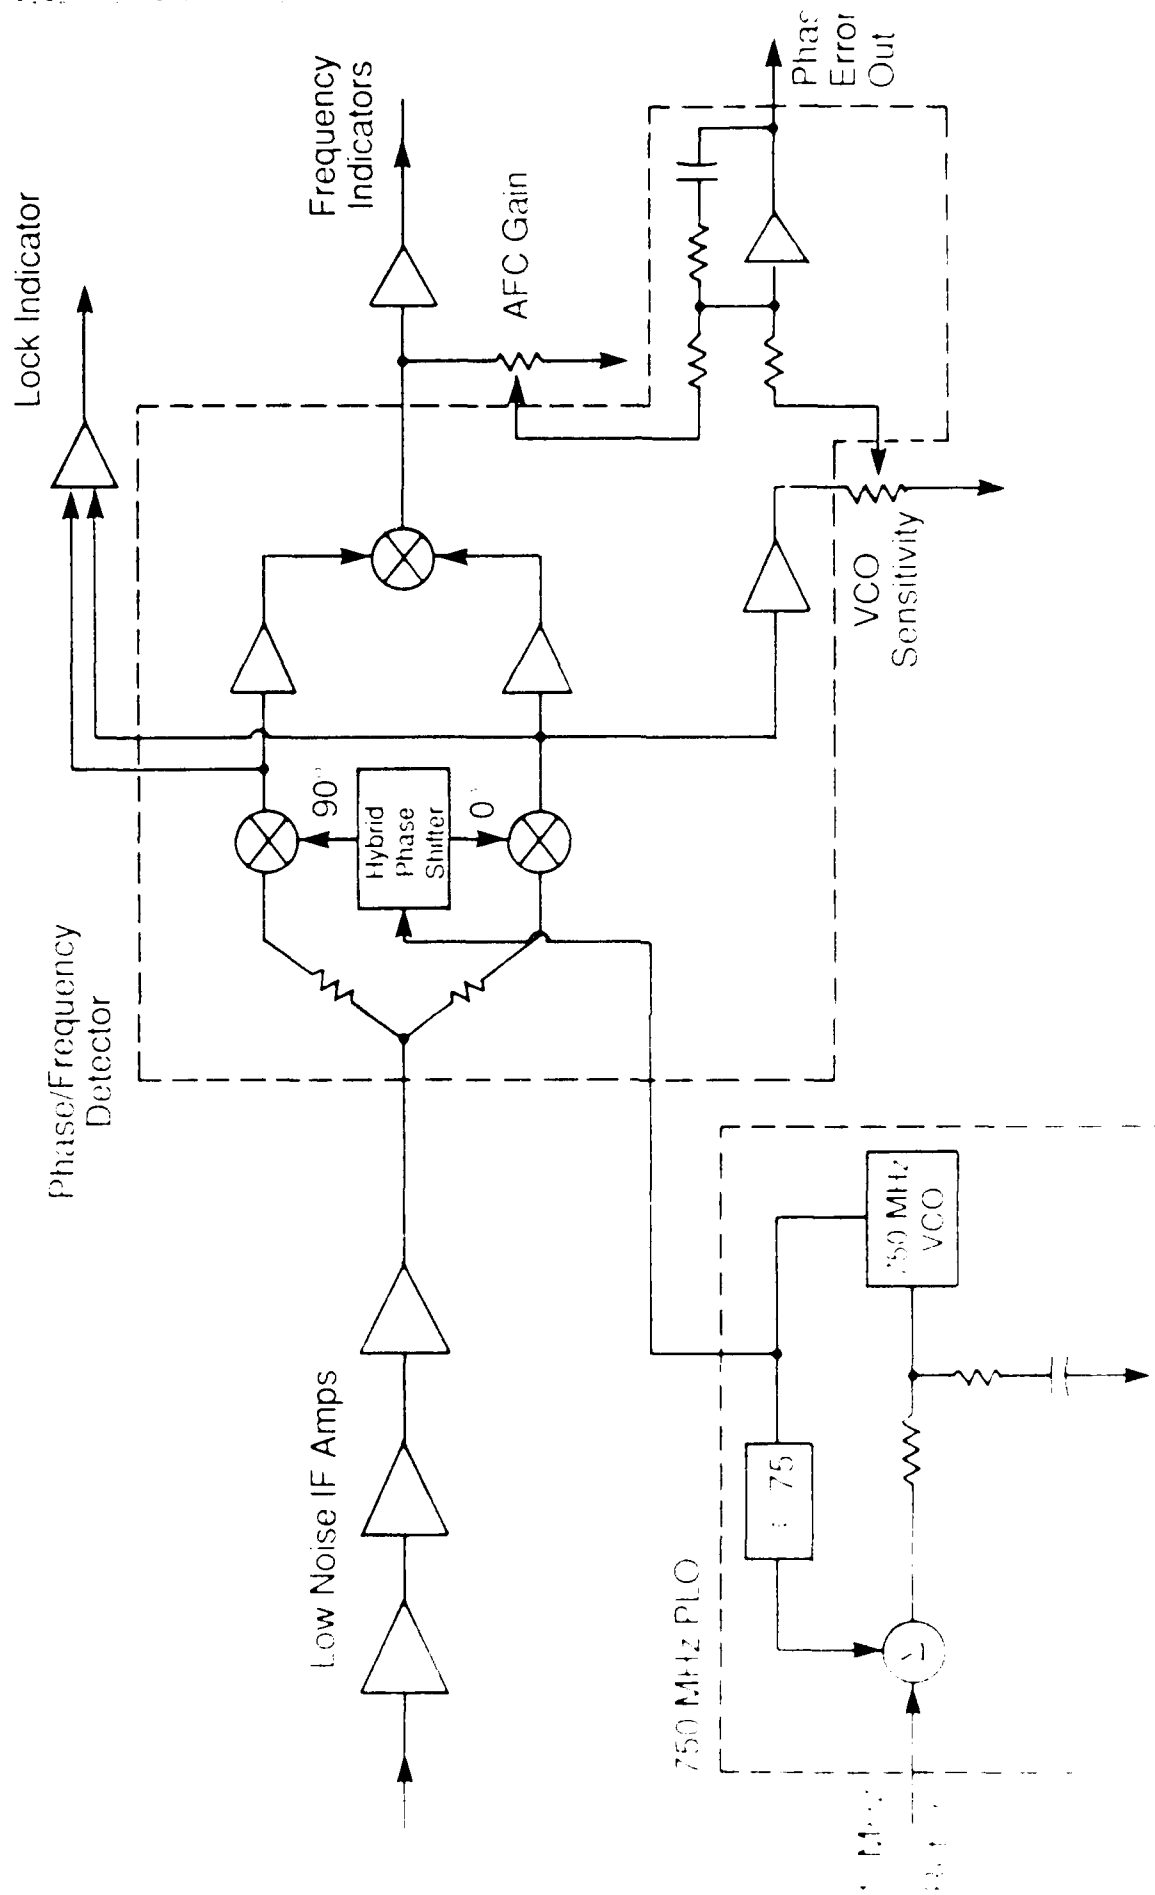 Lock Indicator
Frequency
Indicators
AFC Gain
Error
Out
Phase/Frequency
Detector
90°
Hybrid
Phase
Shifter
0°
VCO
Sensitivity
Low Noise IF Amps
750 MHz PLO
75
750 MHz
VCO